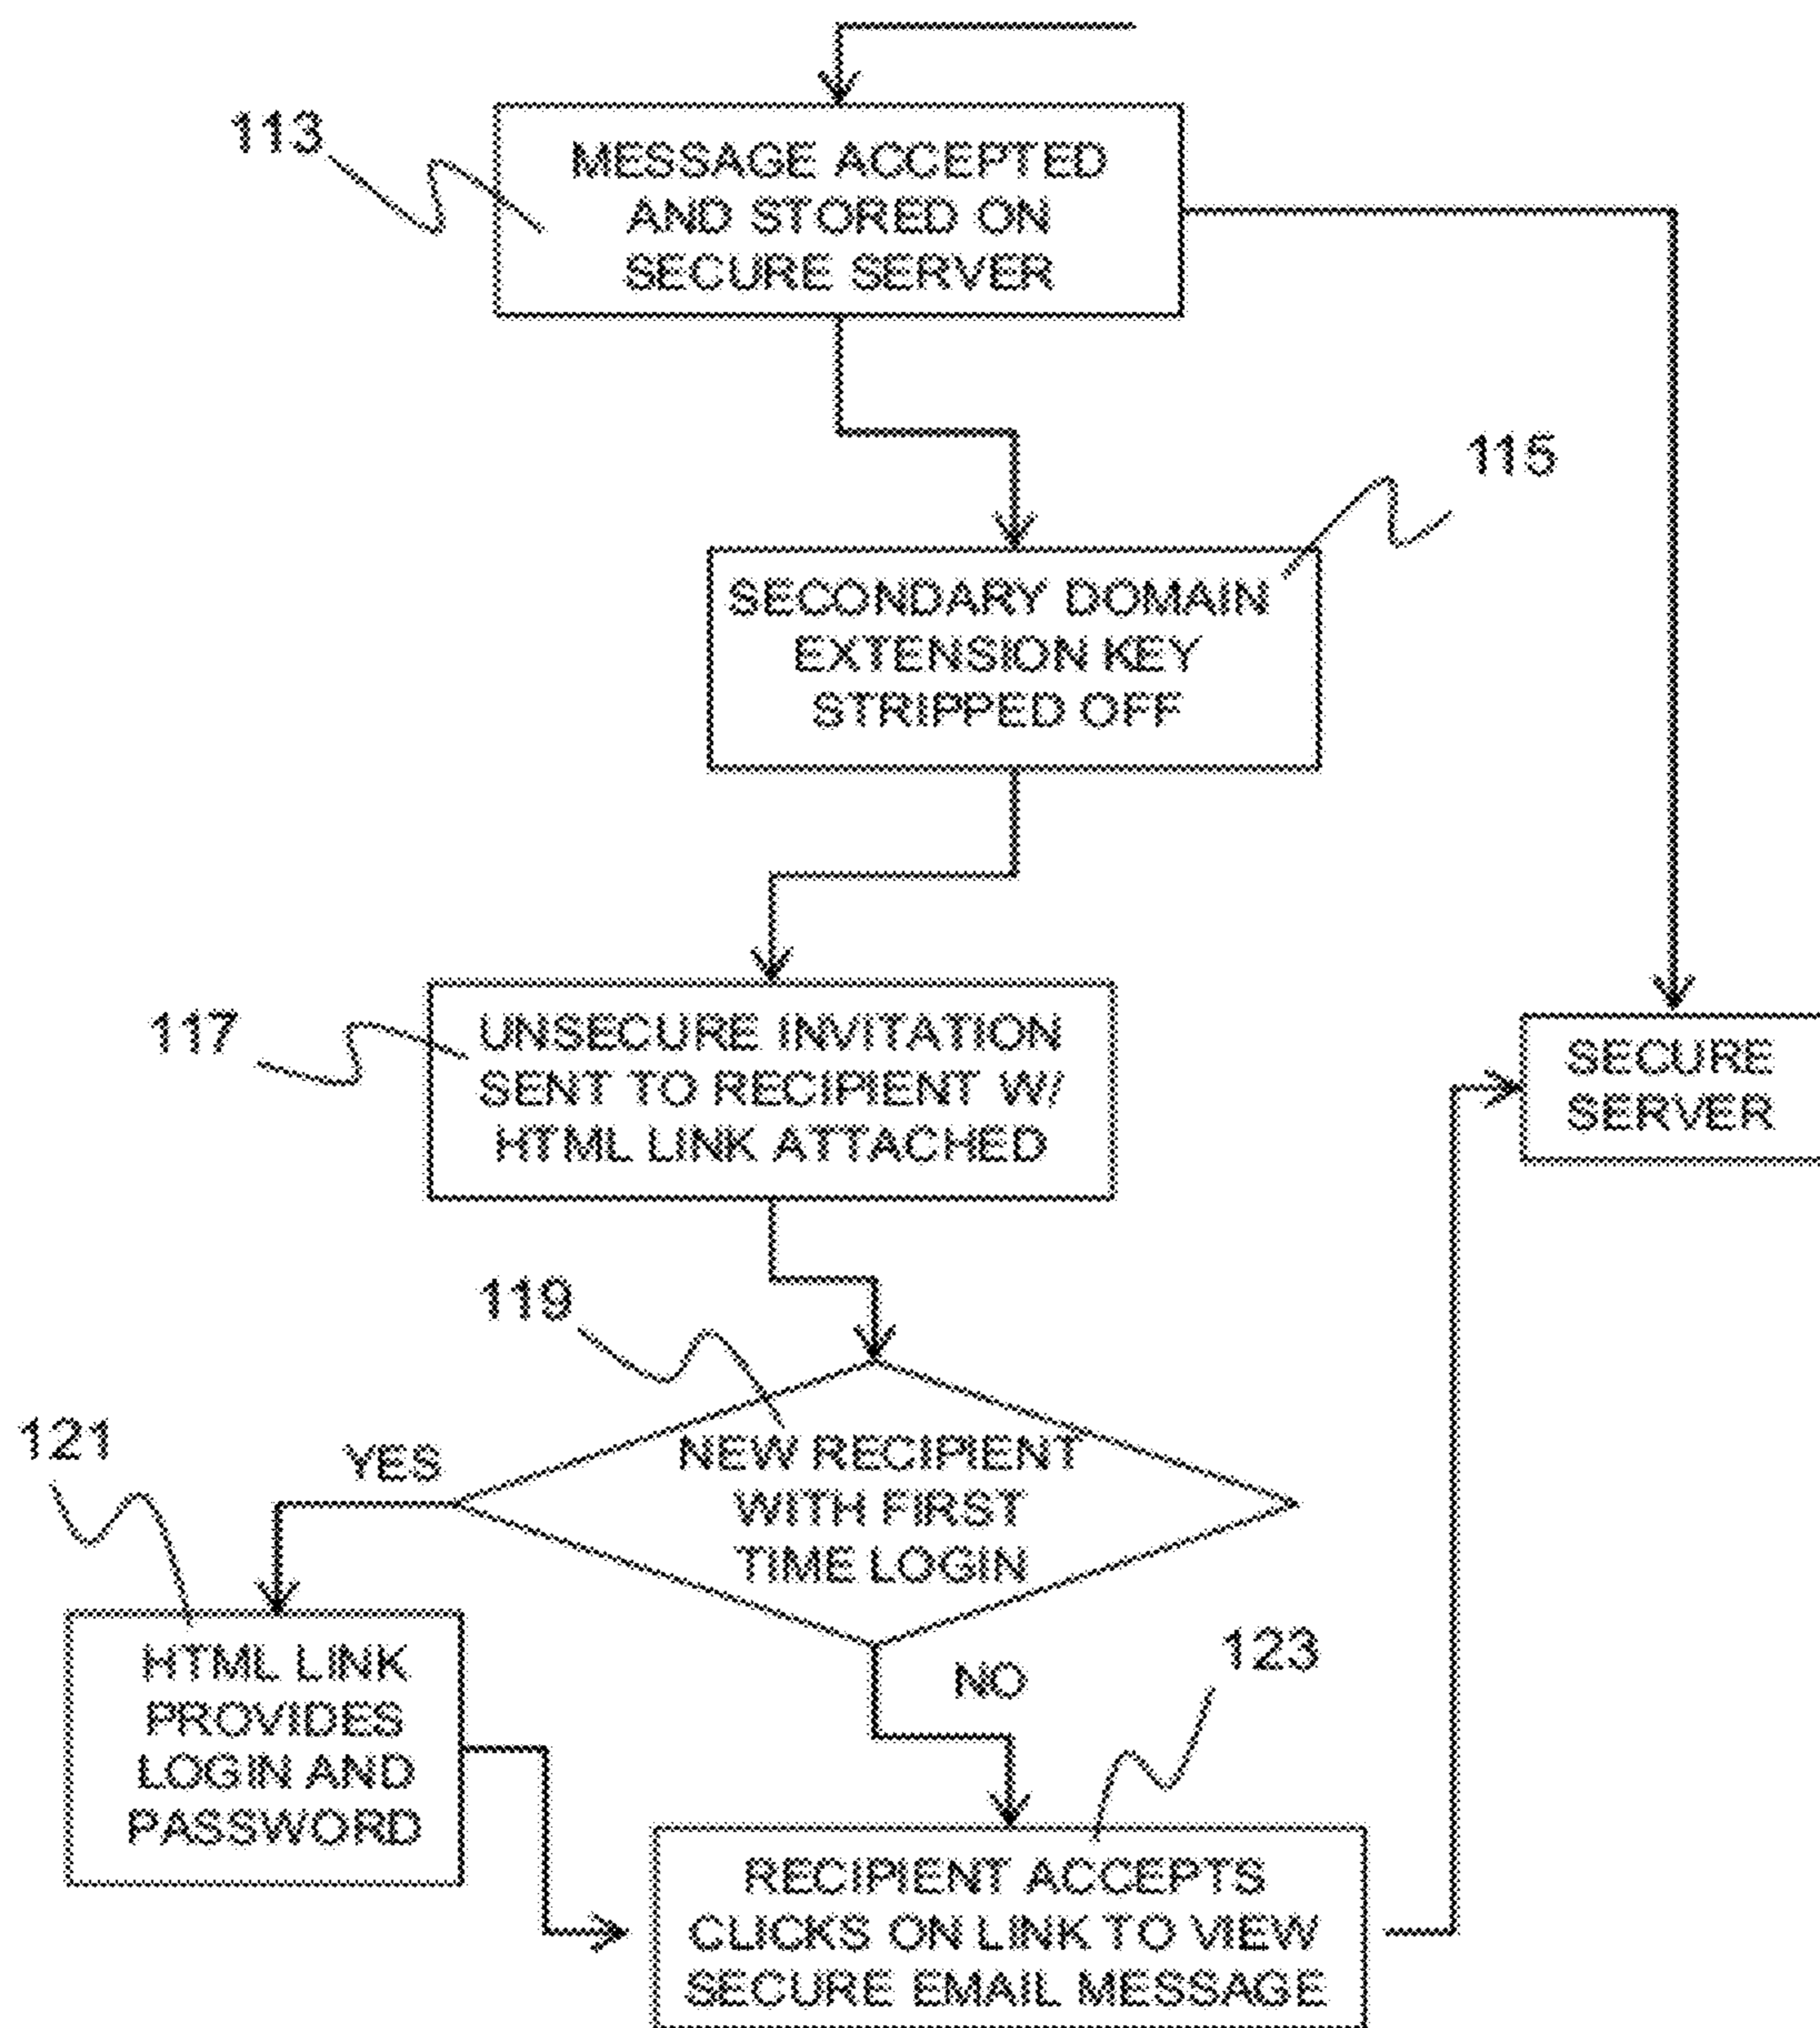 113
MESSAGE ACCEPTED
AND STORED ON
SECURE SERVER
115
SECONDARY DOMAIN
EXTENSION KEY
STRIPPED OFF
117
UNSECURE INVITATION
SENT TO RECIPIENT W/
HTML LINK ATTACHED
SECURE
SERVER
119
NEW RECIPIENT
WITH FIRST
TIME LOGIN
YES
121
HTML LINK
PROVIDES
LOGIN AND
PASSWORD
NO
123
RECIPIENT ACCEPTS
CLICKS ON LINK TO VIEW
SECURE EMAIL MESSAGE